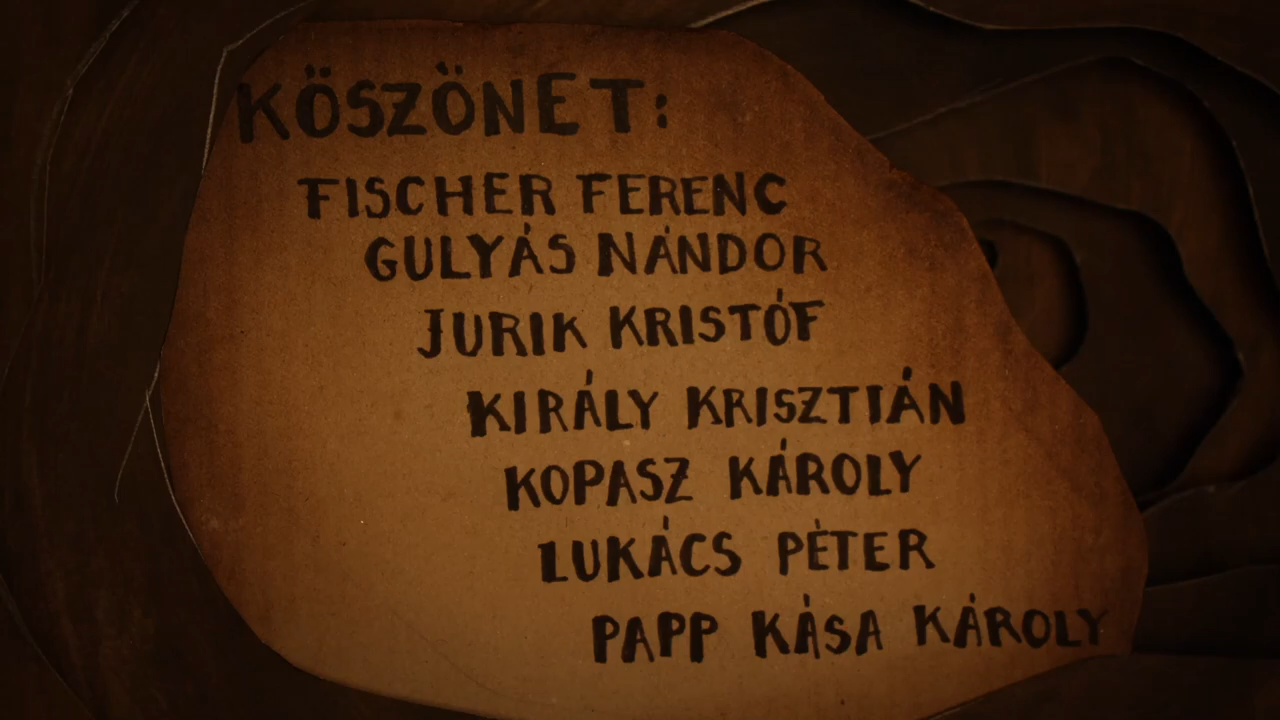 KÖSZÖNET:
FISCHER FERENC
GULYÁS NÁNDOR
JURIK KRISTÓF
KIRÁLY KRISZTIÁN
KOPASZ KÁROLY
LUKÁCS PÉTER
PAPP KÁSA KÁROLY